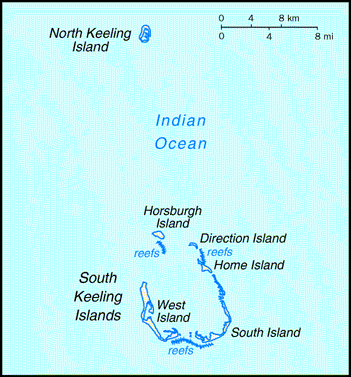 0 4 8 km
0 4 8 mi
North Keeling
Island
Indian
Ocean
Horsburgh
Island
reefs
Direction Island
reefs
Home Island
South
Keeling
Islands
West
Island
South Island
reefs